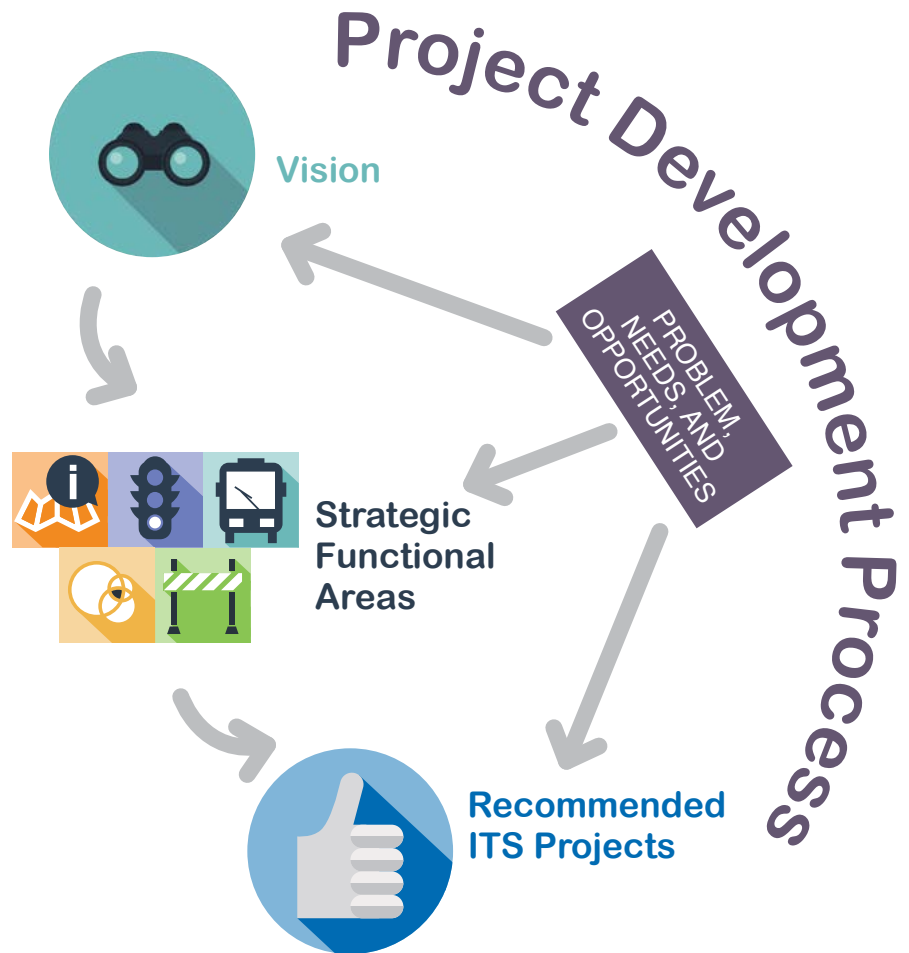 Project Development Process
Vision
PROBLEM,
NEEDS, AND
OPPORTUNITIES
i
Strategic
Functional
Areas
Recommended
ITS Projects